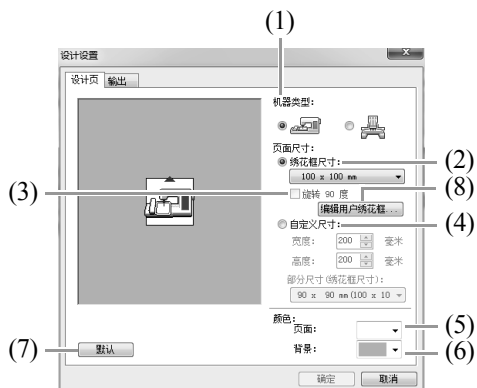 (1)
设计设置
设计页 输出
机器类型:
页面尺寸:
绣花框尺寸:
(2)
100 x 100 mm
(3)
旋转 90 度
(8)
编辑用户绣花框...
自定义尺寸:
(4)
宽度: 200 毫米
高度: 200 毫米
部分尺寸(绣花框尺寸):
90 x 90 mm(100 x 10
颜色:
页面:
(5)
(7)
默认
背景:
(6)
确定 取消